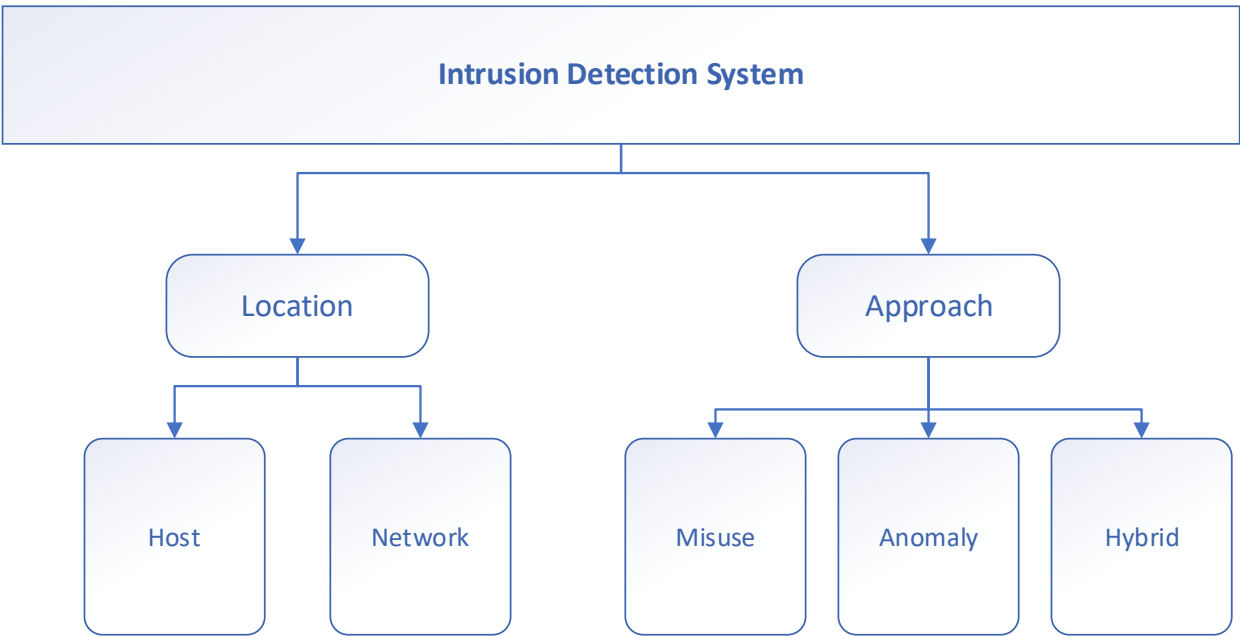 Intrusion Detection System
Location
Approach
Host
Network
Misuse
Anomaly
Hybrid